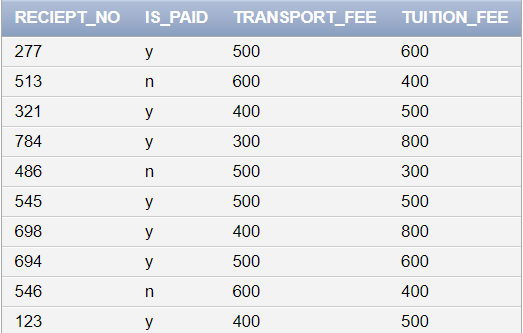 RECIEPT_NO IS_PAID TRANSPORT_FEE TUITION_FEE
277 y 500 600
513 n 600 400
321 y 400 500
784 y 300 800
486 n 500 300
545 y 500 500
698 y 400 800
694 y 500 600
546 n 600 400
123 y 400 500